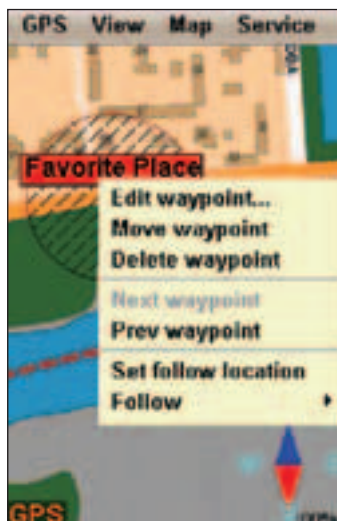 GPS View Map Service
Favorite Place
Edit waypoint...
Move waypoint
Delete waypoint
Next waypoint
Prev waypoint
Set follow location
Follow
GPS